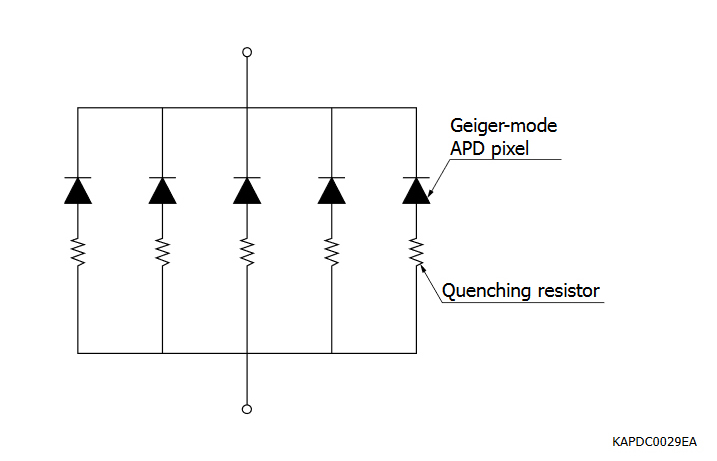 Geiger-mode
APD pixel
Quenching resistor
KAPDC0029EA